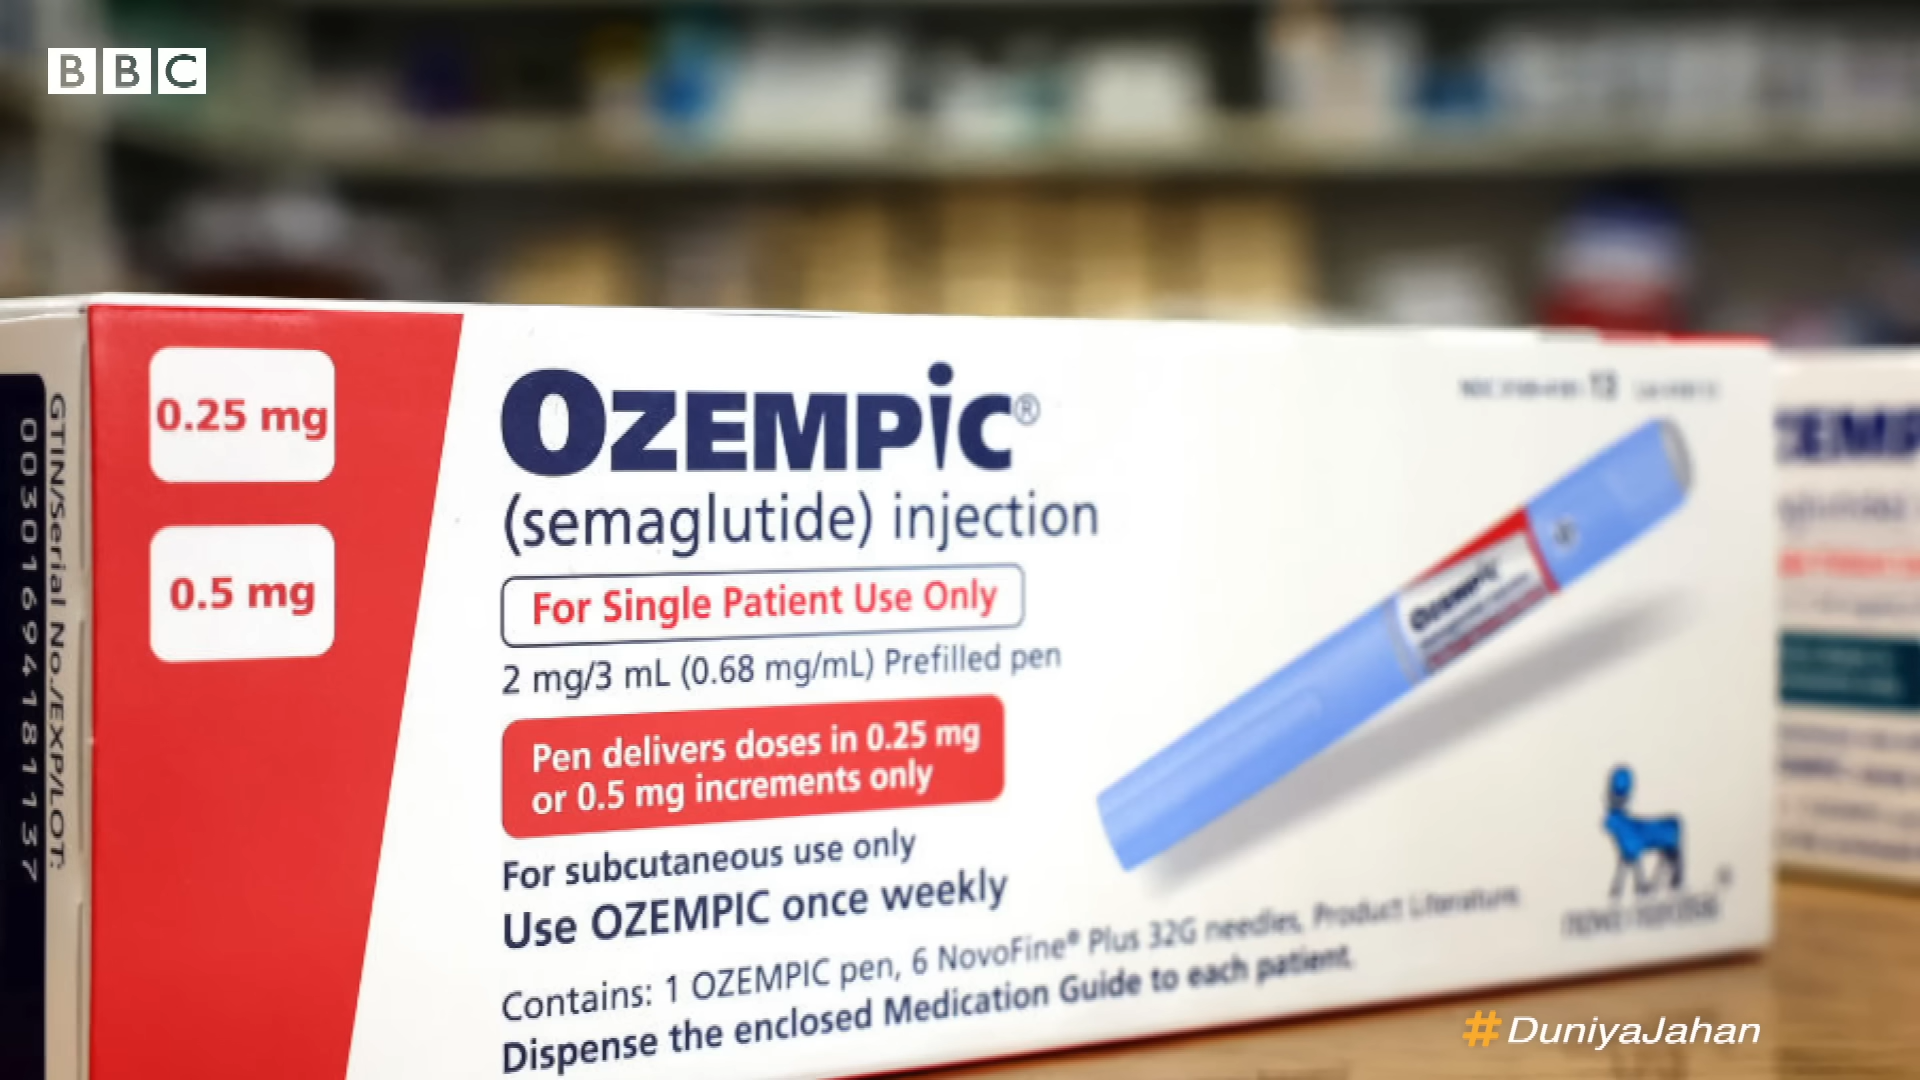 BBC
GTIN/Serial No./EXP/LOT:
00301694181137
0.25 mg
0.5 mg
OZEMPIC®
(semaglutide) injection
For Single Patient Use Only
2 mg/3 mL (0.68 mg/mL) Prefilled pen
Pen delivers doses in 0.25 mg
or 0.5 mg increments only
For subcutaneous use only
Use OZEMPIC once weekly
Contains: 1 OZEMPIC pen, 6 NovoFine® Plus 32G needles, Product Literature
Dispense the enclosed Medication Guide to each patient.
OZEMPIC
novo nordisk
#DuniyaJahan